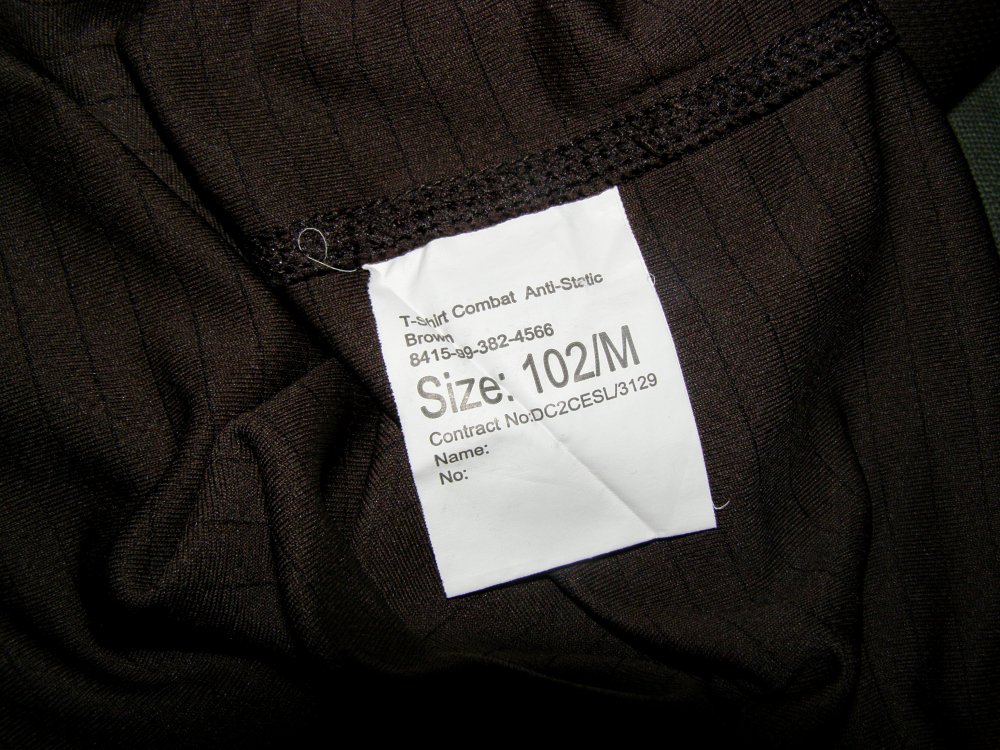 T-Shirt Combat Anti-Static
Brown
8415-99-382-4566
Size: 102/M
Contract No:DC2CESL/3129
Name:
No: